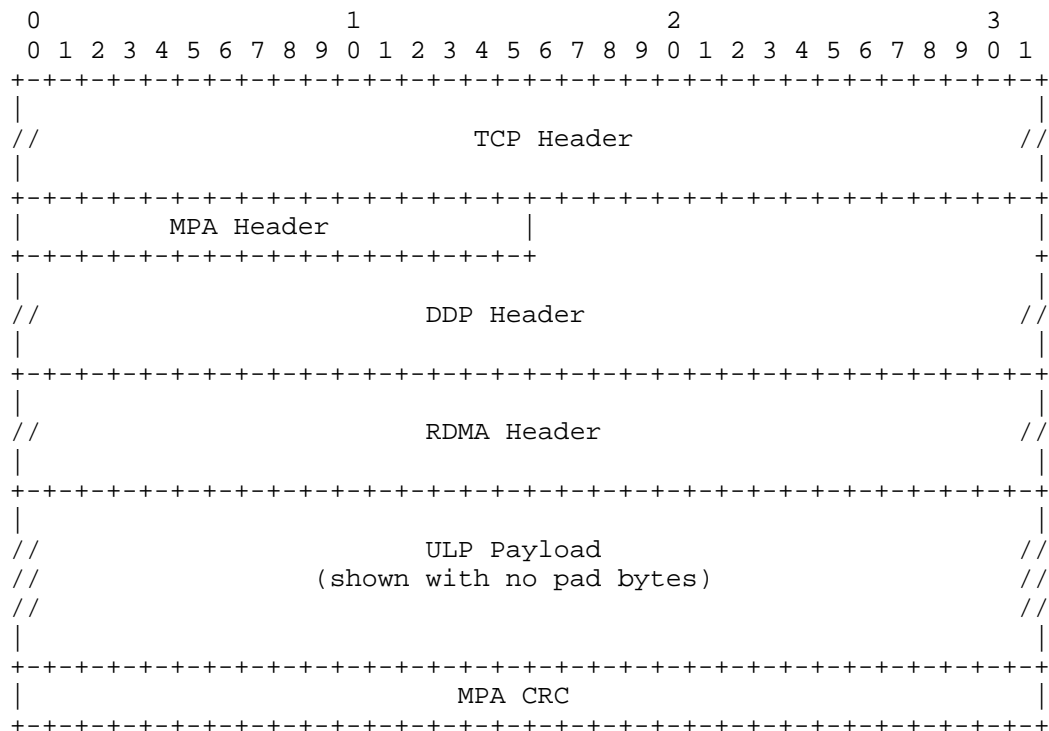 0                   1                   2                   3
 0 1 2 3 4 5 6 7 8 9 0 1 2 3 4 5 6 7 8 9 0 1 2 3 4 5 6 7 8 9 0 1
+-+-+-+-+-+-+-+-+-+-+-+-+-+-+-+-+-+-+-+-+-+-+-+-+-+-+-+-+-+-+-+-+
|                                                               |
//                           TCP Header                        //
|                                                               |
+-+-+-+-+-+-+-+-+-+-+-+-+-+-+-+-+-+-+-+-+-+-+-+-+-+-+-+-+-+-+-+-+
|         MPA Header            |                               |
+-+-+-+-+-+-+-+-+-+-+-+-+-+-+-+-+                               +
|                                                               |
//                        DDP Header                           //
|                                                               |
+-+-+-+-+-+-+-+-+-+-+-+-+-+-+-+-+-+-+-+-+-+-+-+-+-+-+-+-+-+-+-+-+
|                                                               |
//                        RDMA Header                          //
|                                                               |
+-+-+-+-+-+-+-+-+-+-+-+-+-+-+-+-+-+-+-+-+-+-+-+-+-+-+-+-+-+-+-+-+
|                                                               |
//                        ULP Payload                          //
//                 (shown with no pad bytes)                   //
//                                                             //
|                                                               |
+-+-+-+-+-+-+-+-+-+-+-+-+-+-+-+-+-+-+-+-+-+-+-+-+-+-+-+-+-+-+-+-+
|                           MPA CRC                             |
+-+-+-+-+-+-+-+-+-+-+-+-+-+-+-+-+-+-+-+-+-+-+-+-+-+-+-+-+-+-+-+-+